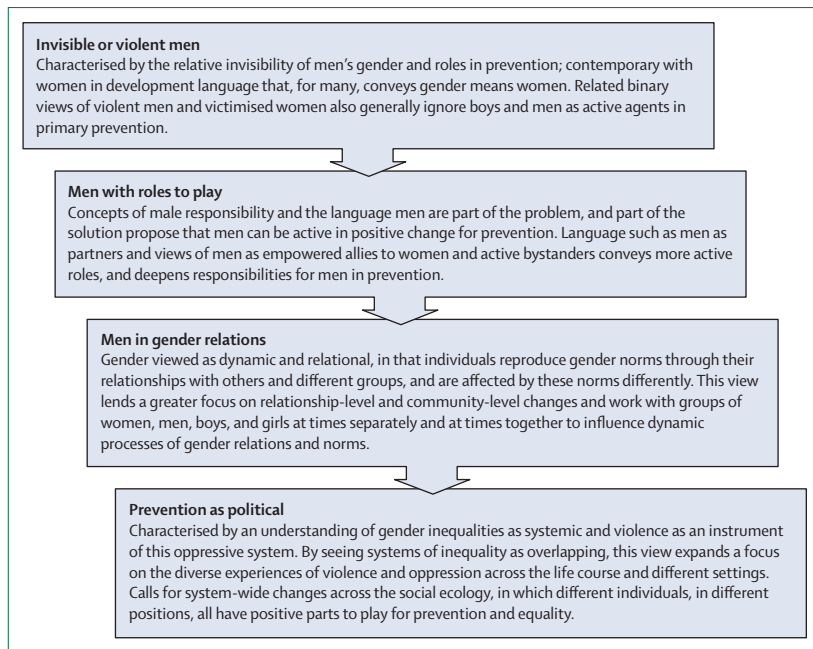 Invisible or violent men
Characterised by the relative invisibility of men's gender and roles in prevention; contemporary with
women in development language that, for many, conveys gender means women. Related binary
views of violent men and victimised women also generally ignore boys and men as active agents in
primary prevention.
Men with roles to play
Concepts of male responsibility and the language men are part of the problem, and part of the
solution propose that men can be active in positive change for prevention. Language such as men as
partners and views of men as empowered allies to women and active bystanders conveys more active
roles, and deepens responsibilities for men in prevention.
Men in gender relations
Gender viewed as dynamic and relational, in that individuals reproduce gender norms through their
relationships with others and different groups, and are affected by these norms differently. This view
lends a greater focus on relationship-level and community-level changes and work with groups of
women, men, boys, and girls at times separately and at times together to influence dynamic
processes of gender relations and norms.
Prevention as political
Characterised by an understanding of gender inequalities as systemic and violence as an instrument
of this oppressive system. By seeing systems of inequality as overlapping, this view expands a focus
on the diverse experiences of violence and oppression across the life course and different settings.
Calls for system-wide changes across the social ecology, in which different individuals, in different
positions, all have positive parts to play for prevention and equality.